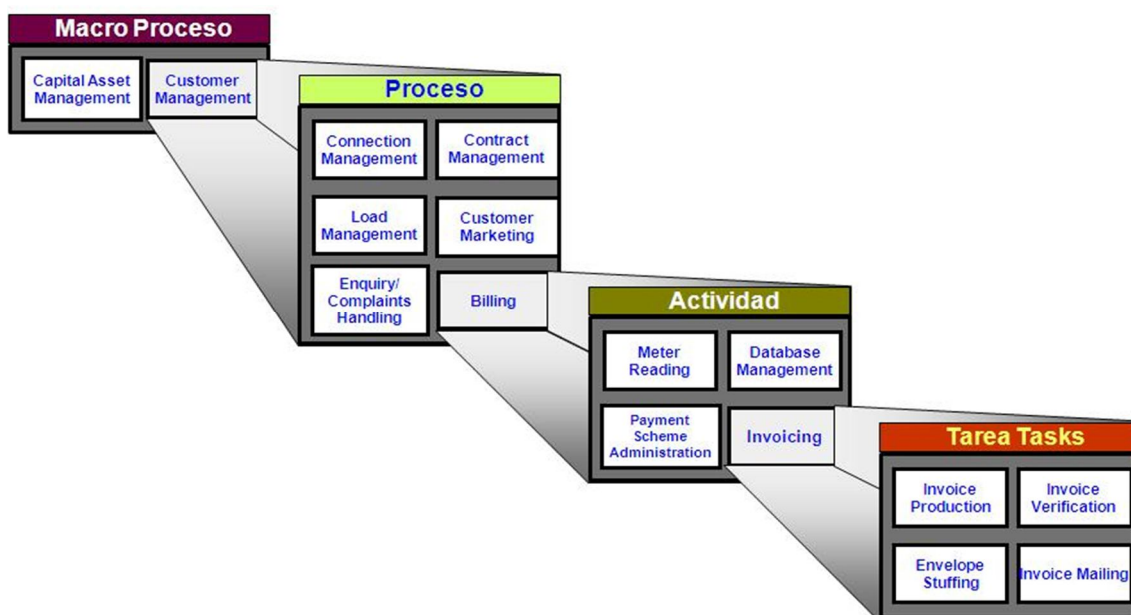 Macro Proceso
Capital Asset
Management
Customer
Management
Proceso
Connection
Management
Contract
Management
Load
Management
Customer
Marketing
Enquiry/
Complaints
Handling
Billing
Actividad
Meter
Reading
Database
Management
Payment
Scheme
Administration
Invoicing
Tarea Tasks
Invoice
Production
Invoice
Verification
Envelope
Stuffing
Invoice Mailing